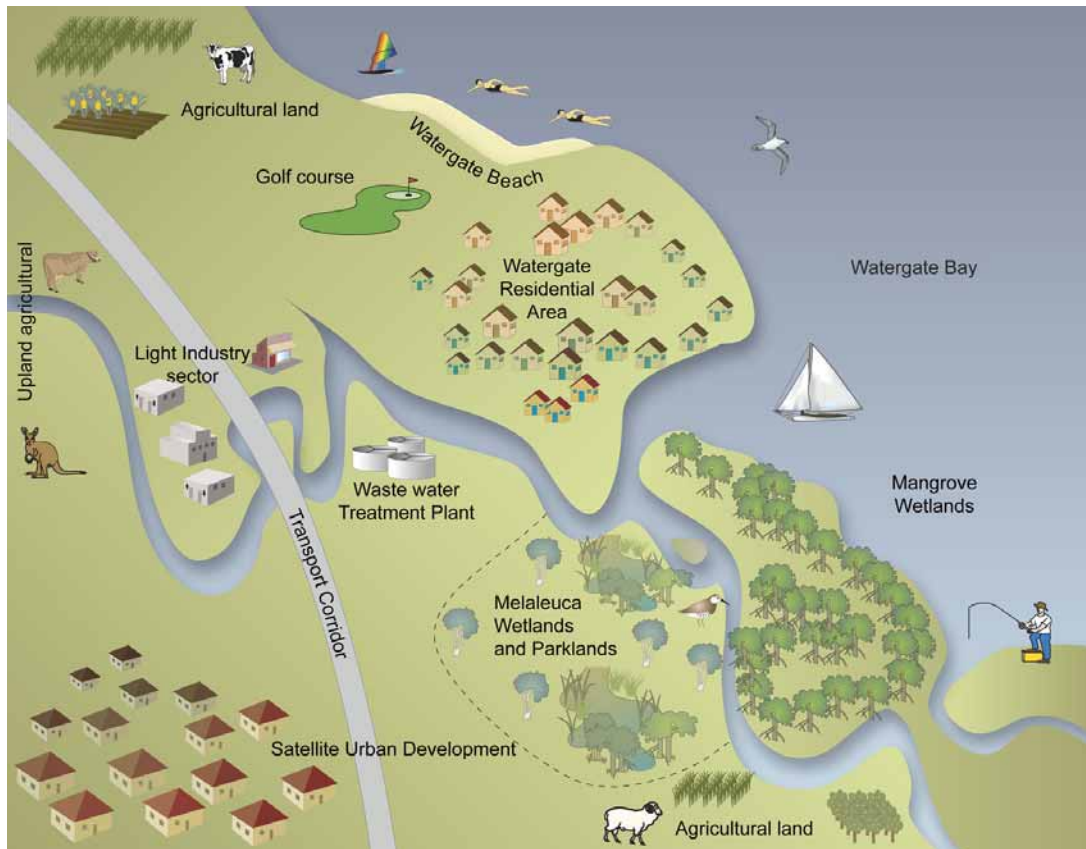 Agricultural land
Watergate Beach
Golf course
Watergate
Residential
Area
Watergate Bay
Upland agricultural
Light Industry
sector
Mangrove
Wetlands
Waste water
Treatment Plant
Transport Corridor
Melaleuca
Wetlands
and Parklands
Satellite Urban Development
Agricultural land